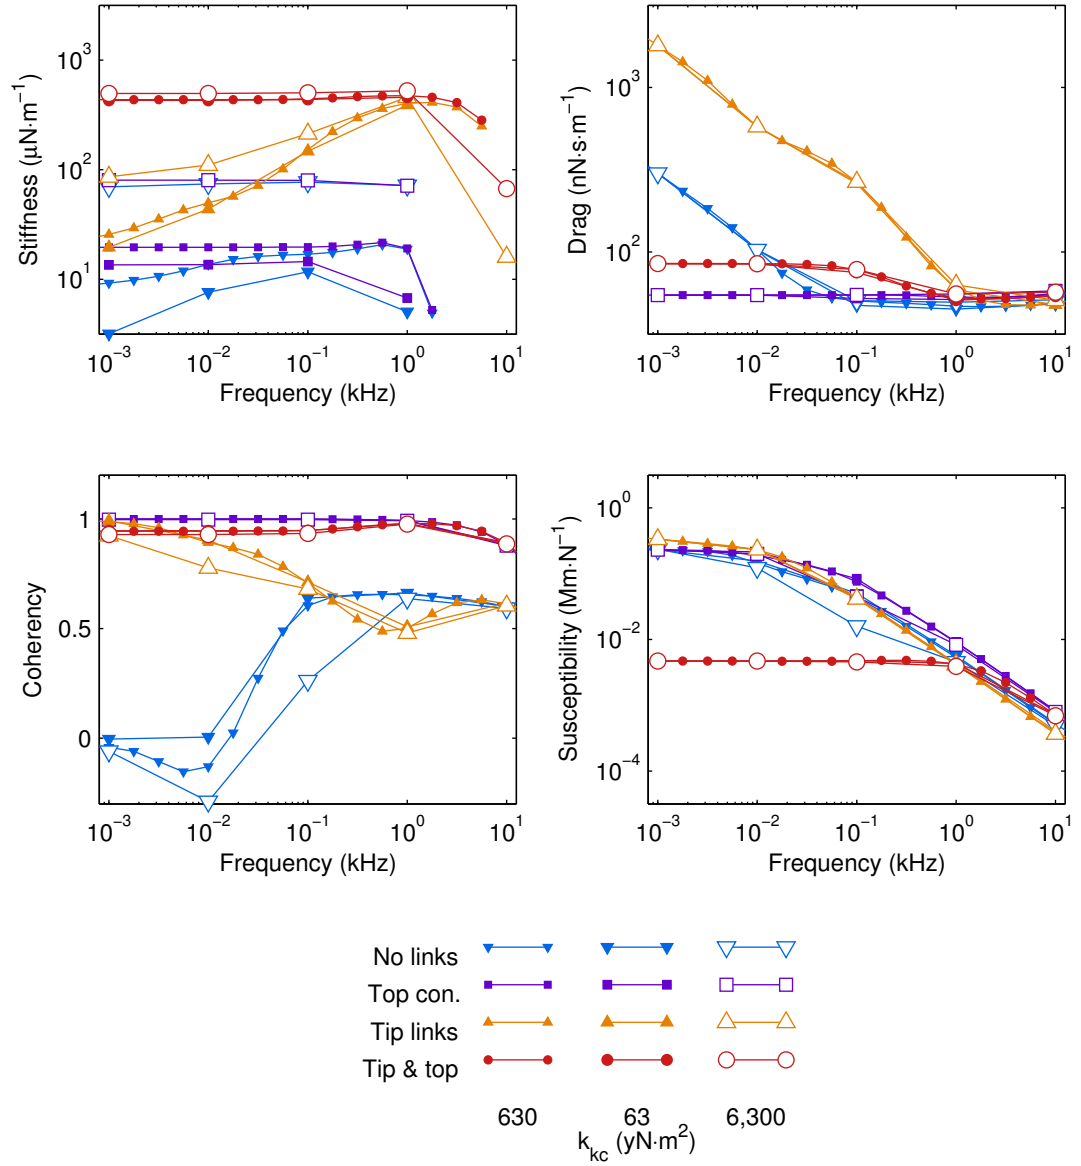 10³
10²
10¹
Stiffness (µN·m⁻¹)
10⁻³ 10⁻² 10⁻¹ 10⁰ 10¹
Frequency (kHz)
10³
10²
Drag (nN·s·m⁻¹)
10⁻³ 10⁻² 10⁻¹ 10⁰ 10¹
Frequency (kHz)
1
0.5
0
Coherency
10⁻³ 10⁻² 10⁻¹ 10⁰ 10¹
Frequency (kHz)
10⁰
10⁻²
10⁻⁴
Susceptibility (Mm·N⁻¹)
10⁻³ 10⁻² 10⁻¹ 10⁰ 10¹
Frequency (kHz)
No links
Top con.
Tip links
Tip & top
630 63 6,300
k_kc (yN·m²)